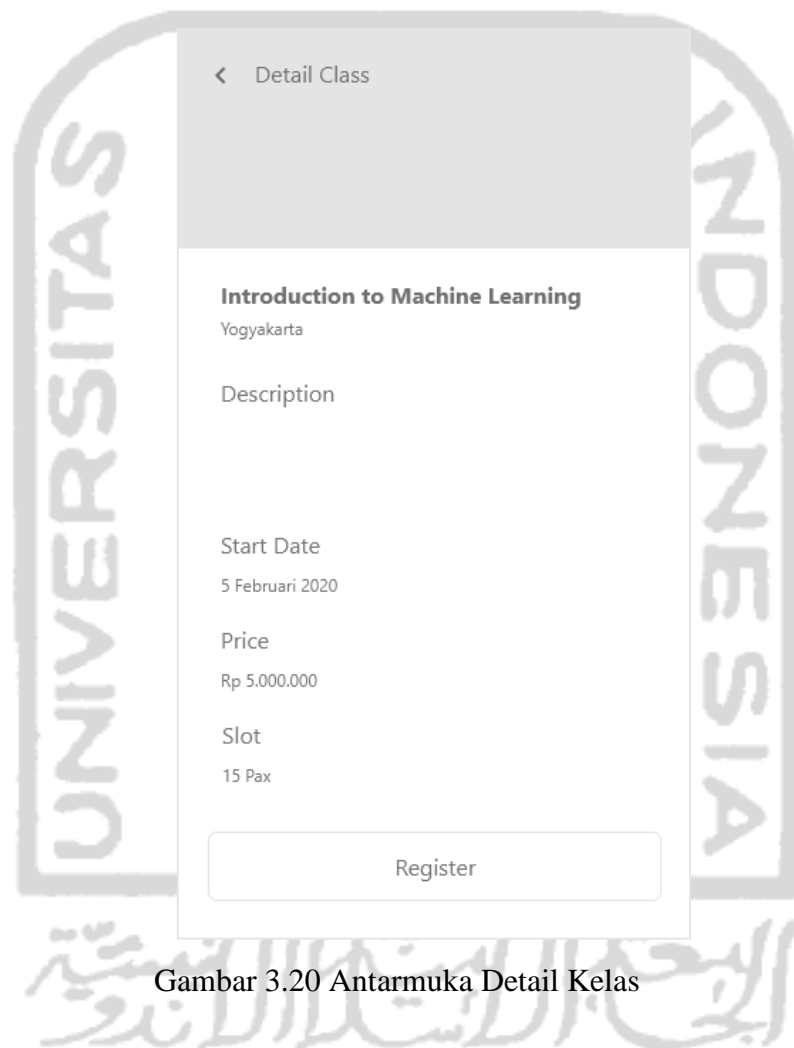 Detail Class
Introduction to Machine Learning
Yogyakarta
Description
Start Date
5 Februari 2020
Price
Rp 5.000.000
Slot
15 Pax
Register
Gambar 3.20 Antarmuka Detail Kelas
UNIVERSITAS